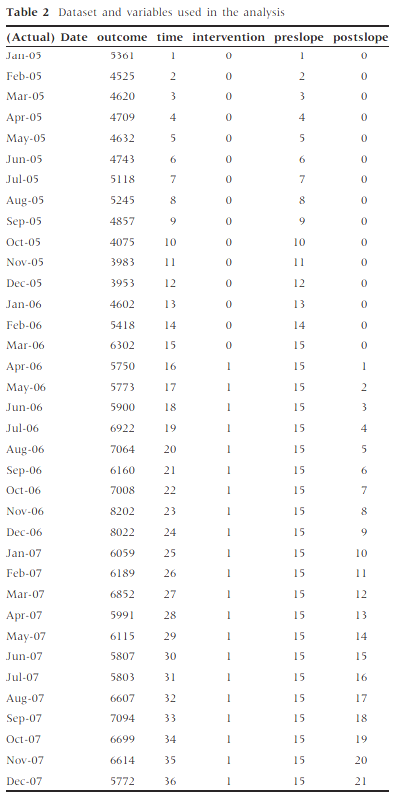 Table 2 Dataset and variables used in the analysis
(Actual) Date outcome time intervention preslope postslope
Jan-05 5361 1 0 1 0
Feb-05 4525 2 0 2 0
Mar-05 4620 3 0 3 0
Apr-05 4709 4 0 4 0
May-05 4632 5 0 5 0
Jun-05 4743 6 0 6 0
Jul-05 5118 7 0 7 0
Aug-05 5245 8 0 8 0
Sep-05 4857 9 0 9 0
Oct-05 4075 10 0 10 0
Nov-05 3983 11 0 11 0
Dec-05 3953 12 0 12 0
Jan-06 4602 13 0 13 0
Feb-06 5418 14 0 14 0
Mar-06 6302 15 0 15 0
Apr-06 5750 16 1 15 1
May-06 5773 17 1 15 2
Jun-06 5900 18 1 15 3
Jul-06 6922 19 1 15 4
Aug-06 7064 20 1 15 5
Sep-06 6160 21 1 15 6
Oct-06 7008 22 1 15 7
Nov-06 8202 23 1 15 8
Dec-06 8022 24 1 15 9
Jan-07 6059 25 1 15 10
Feb-07 6189 26 1 15 11
Mar-07 6852 27 1 15 12
Apr-07 5991 28 1 15 13
May-07 6115 29 1 15 14
Jun-07 5807 30 1 15 15
Jul-07 5803 31 1 15 16
Aug-07 6607 32 1 15 17
Sep-07 7094 33 1 15 18
Oct-07 6699 34 1 15 19
Nov-07 6614 35 1 15 20
Dec-07 5772 36 1 15 21